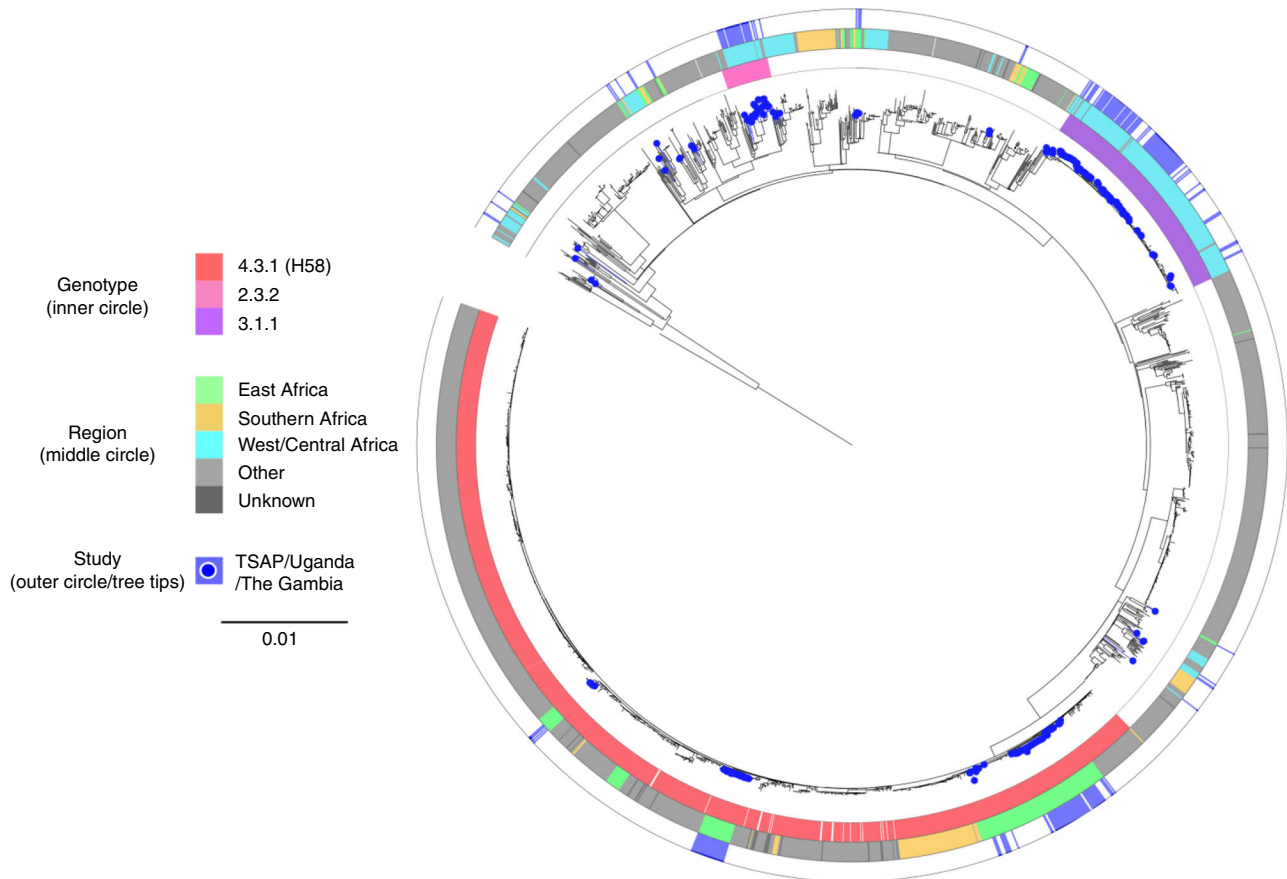 Genotype
(inner circle)
4.3.1 (H58)
2.3.2
3.1.1
Region
(middle circle)
East Africa
Southern Africa
West/Central Africa
Other
Unknown
Study
(outer circle/tree tips)
TSAP/Uganda
/The Gambia
0.01